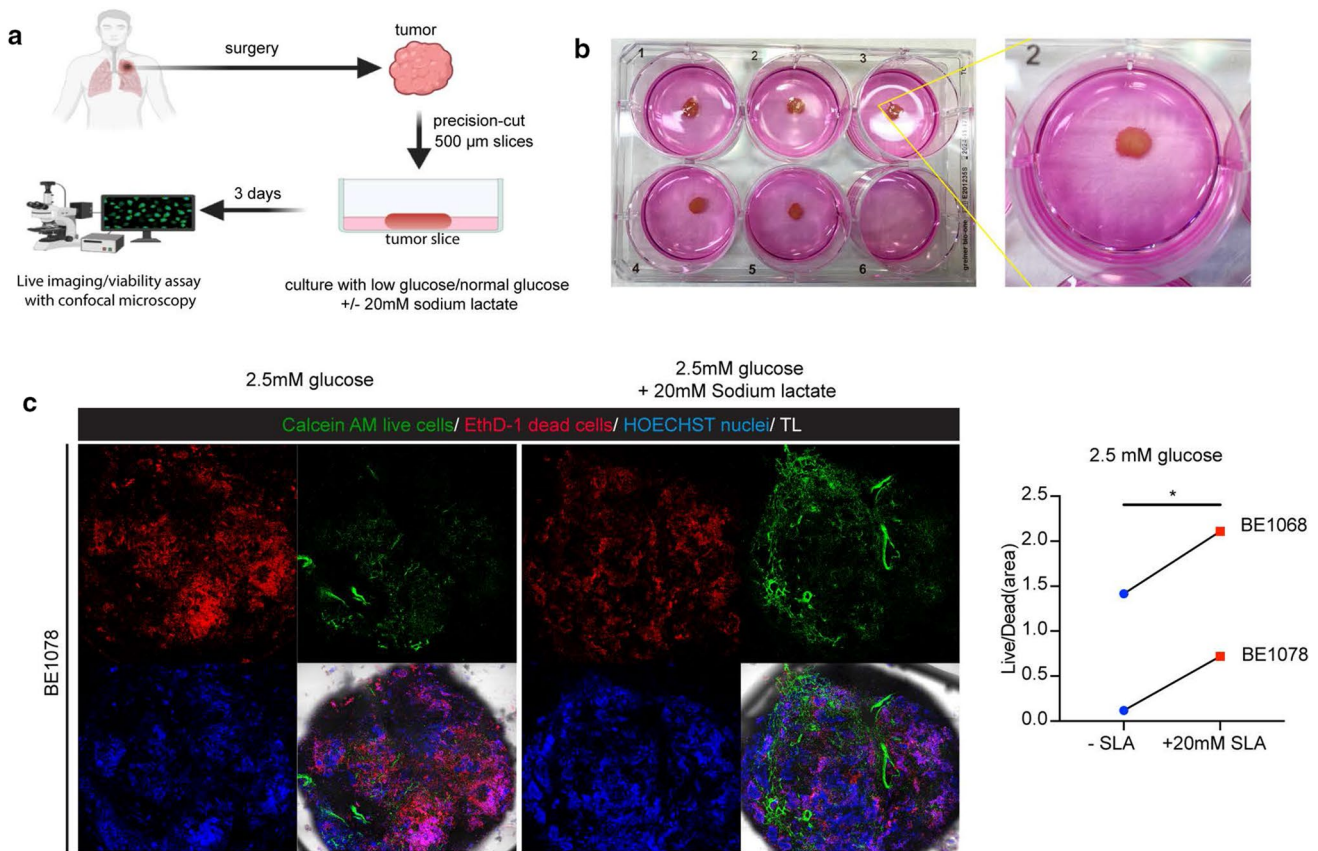 a
surgery
tumor
precision-cut
500 µm slices
3 days
tumor slice
Live imaging/viability assay
with confocal microscopy
culture with low glucose/normal glucose
+/- 20mM sodium lactate
b
1
2
3
4
5
6
greiner bio-one
2
2.5mM glucose
2.5mM glucose
+ 20mM Sodium lactate
c
Calcein AM live cells/ EthD-1 dead cells/ HOECHST nuclei/ TL
BE1078
2.5 mM glucose
Live/Dead(area)
2.5
2.0
1.5
1.0
0.5
0.0
*
BE1068
BE1078
- SLA
+20mM SLA